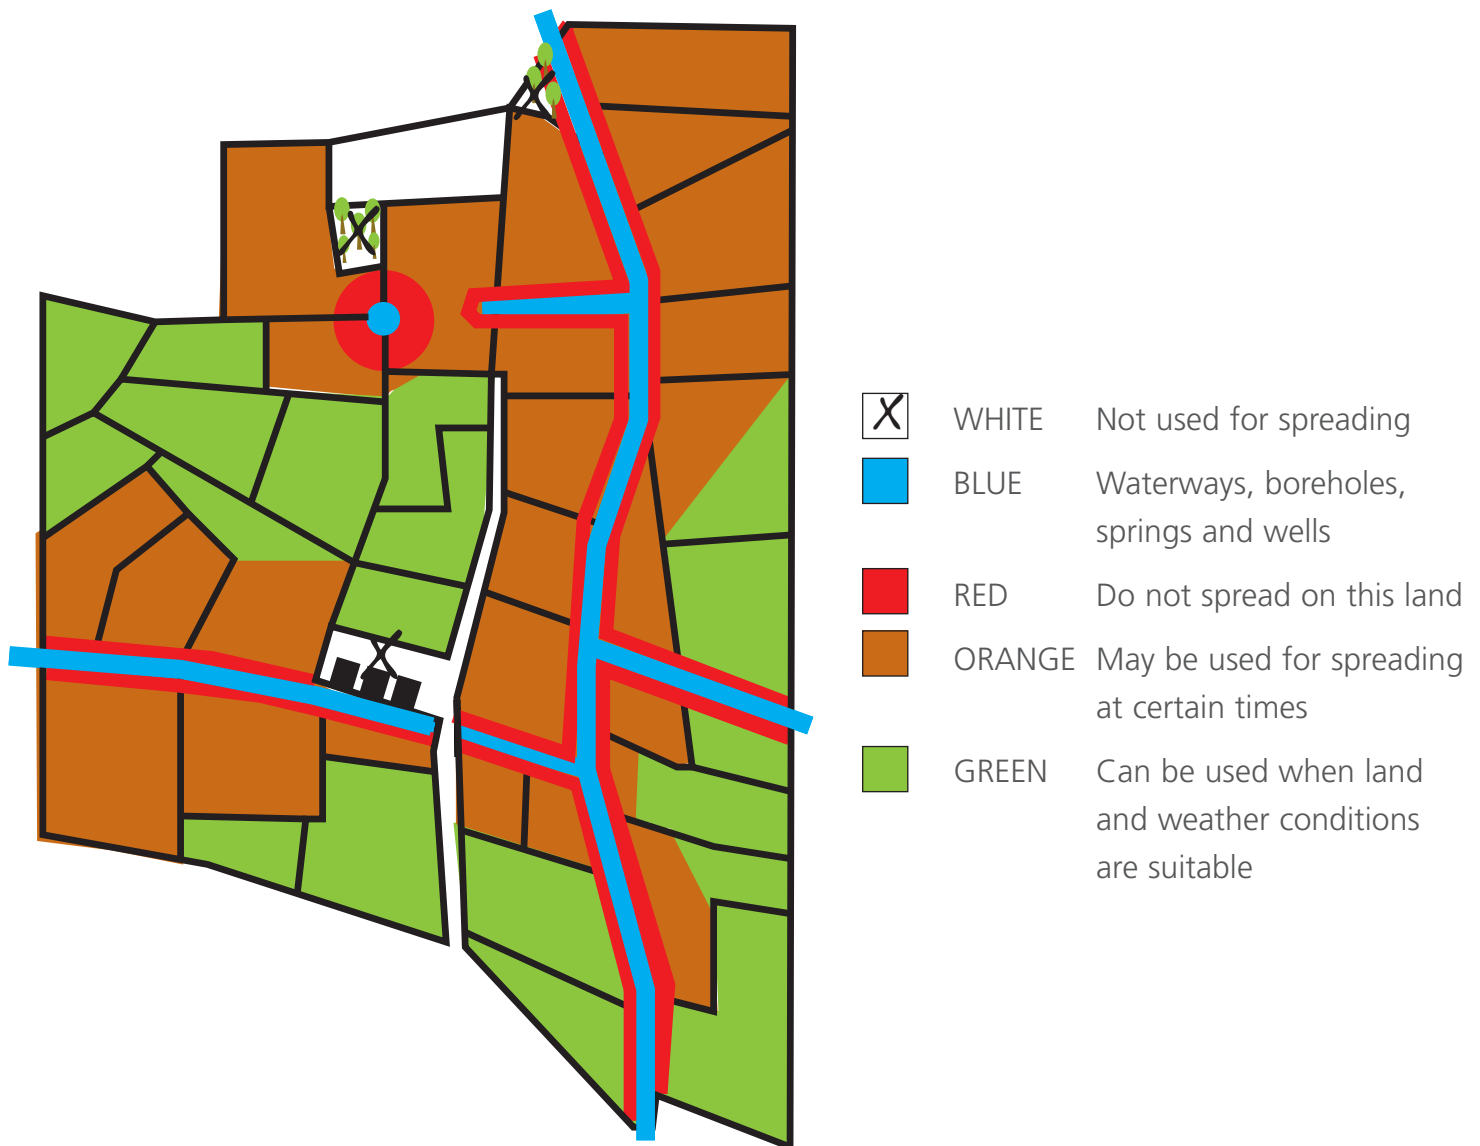 WHITE Not used for spreading
BLUE Waterways, boreholes,
springs and wells
RED Do not spread on this land
ORANGE May be used for spreading
at certain times
GREEN Can be used when land
and weather conditions
are suitable